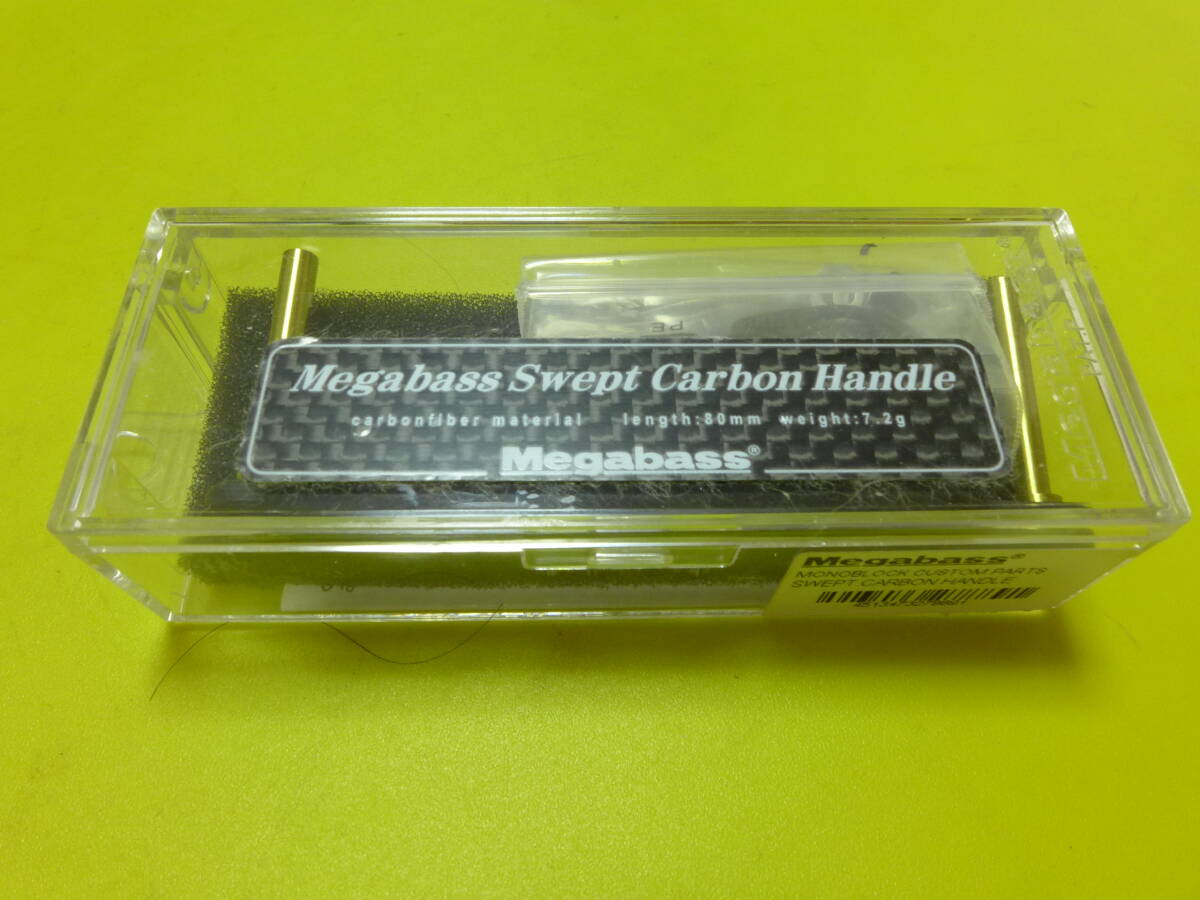 PE
Megabass Swept Carbon Handle
carbonfiber material length:80mm weight:7.2g
Megabass®
Megabass®
MONOBLOCK CUSTOM PARTS
SWEPT CARBON HANDLE